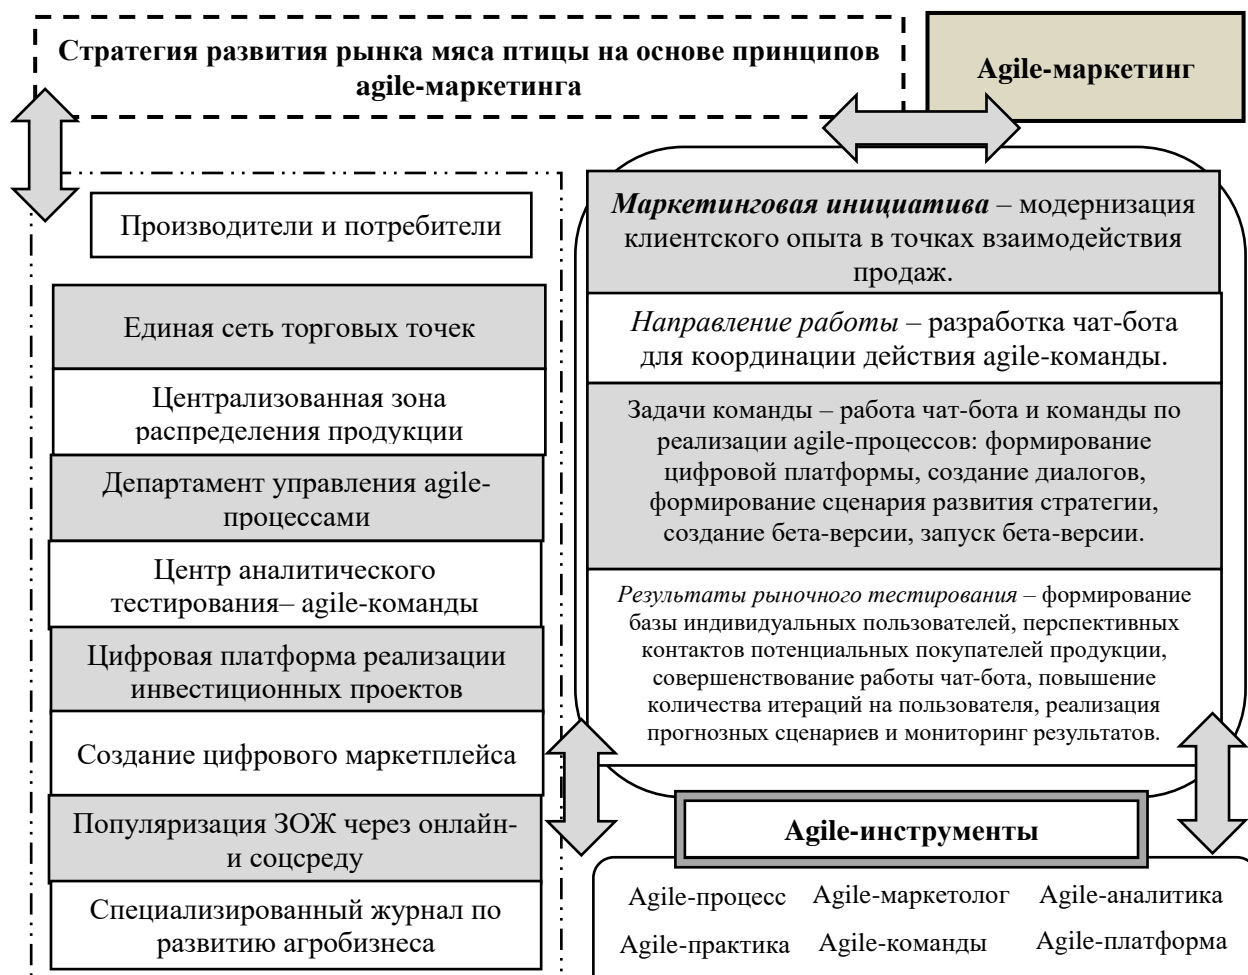 Стратегия развития рынка мяса птицы на основе принципов
agile-маркетинга
Agile-маркетинг
Производители и потребители
Единая сеть торговых точек
Централизованная зона
распределения продукции
Департамент управления agile-
процессами
Центр аналитического
тестирования– agile-команды
Цифровая платформа реализации
инвестиционных проектов
Создание цифрового маркетплейса
Популяризация ЗОЖ через онлайн-
и соцсреду
Специализированный журнал по
развитию агробизнеса
Маркетинговая инициатива – модернизация
клиентского опыта в точках взаимодействия
продаж.
Направление работы – разработка чат-бота
для координации действия agile-команды.
Задачи команды – работа чат-бота и команды по
реализации agile-процессов: формирование
цифровой платформы, создание диалогов,
формирование сценария развития стратегии,
создание бета-версии, запуск бета-версии.
Результаты рыночного тестирования – формирование
базы индивидуальных пользователей, перспективных
контактов потенциальных покупателей продукции,
совершенствование работы чат-бота, повышение
количества итераций на пользователя, реализация
прогнозных сценариев и мониторинг результатов.
Agile-инструменты
Agile-процесс Agile-маркетолог Agile-аналитика
Agile-практика Agile-команды Agile-платформа